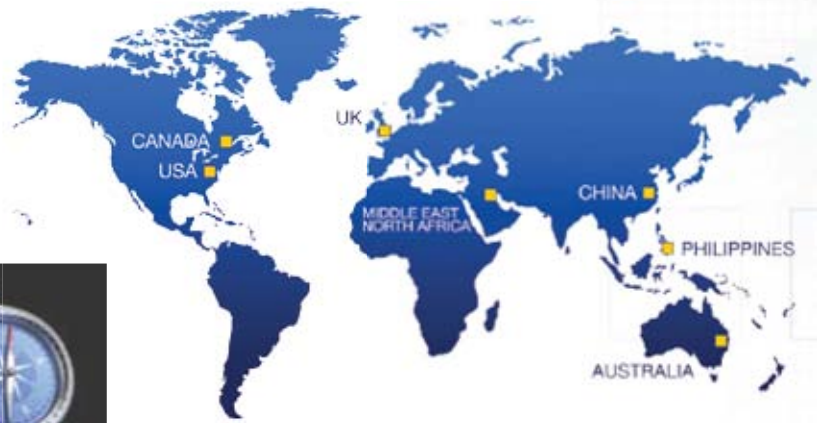 UK
CANADA
USA
CHINA
MIDDLE EAST
NORTH AFRICA
PHILIPPINES
AUSTRALIA